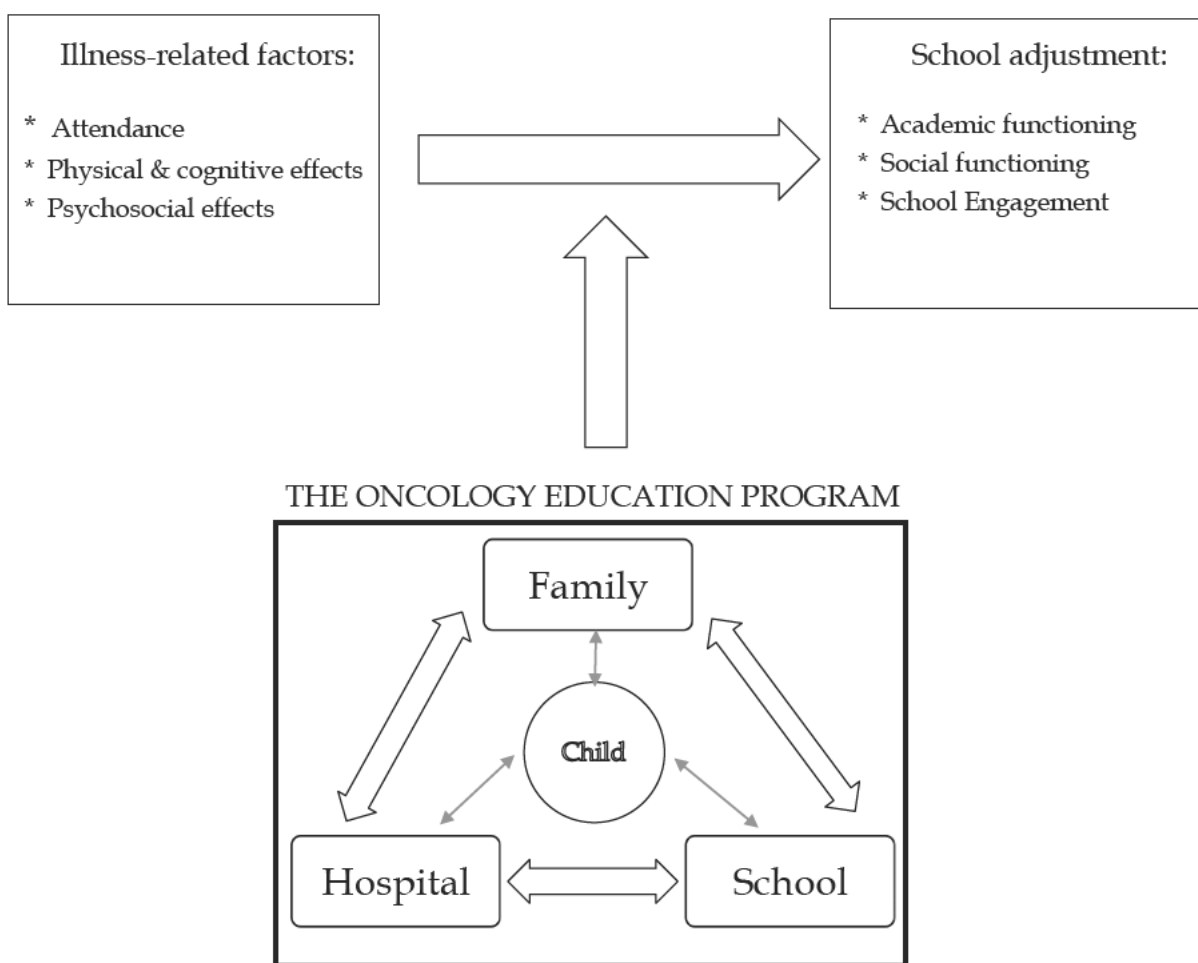 Illness-related factors:
* Attendance
* Physical & cognitive effects
* Psychosocial effects
School adjustment:
* Academic functioning
* Social functioning
* School Engagement
THE ONCOLOGY EDUCATION PROGRAM
Family
Child
Hospital
School